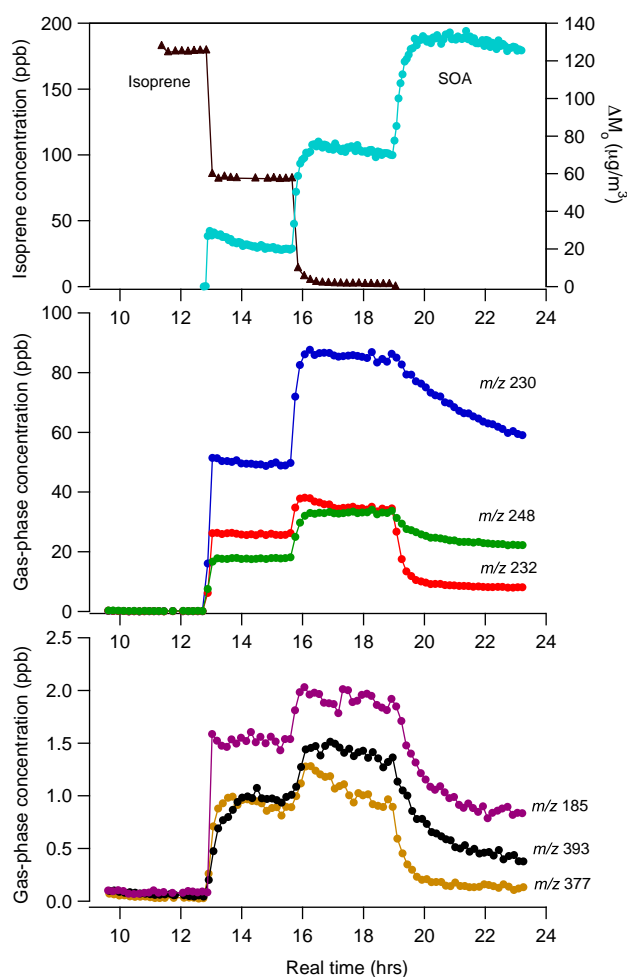 200
150
100
50
0
Isoprene concentration (ppb)
Isoprene
SOA
140
120
100
80
60
40
20
0
ΔMₒ (µg/m³)
10 12 14 16 18 20 22 24
100
80
60
40
20
0
Gas-phase concentration (ppb)
m/z 230
m/z 248
m/z 232
10 12 14 16 18 20 22 24
2.5
2.0
1.5
1.0
0.5
0.0
Gas-phase concentration (ppb)
m/z 185
m/z 393
m/z 377
10 12 14 16 18 20 22 24
Real time (hrs)